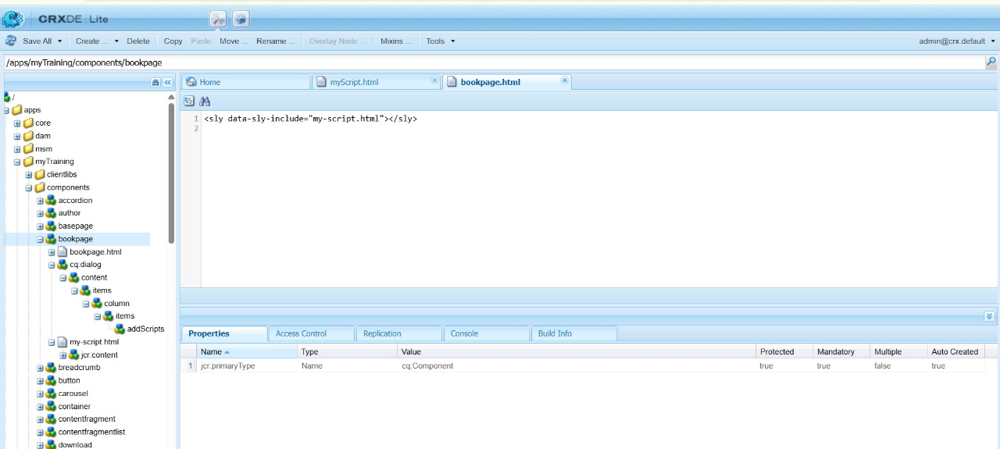 CRXDE | Lite
Save All Create ... Delete Copy Paste Move ... Rename ... Overlay Node ... Mixins ... Tools admin@crx.default
/apps/myTraining/components/bookpage
Home myScript.html bookpage.html
/
apps
core
dam
msm
myTraining
clientlibs
components
accordion
author
basepage
bookpage
bookpage.html
cq:dialog
content
items
column
items
addScripts
my-script.html
jcr:content
breadcrumb
button
carousel
container
contentfragment
contentfragmentlist
download
1 <sly data-sly-include="my-script.html"></sly>
2
Properties Access Control Replication Console Build Info
Name Type Value Protected Mandatory Multiple Auto Created
1 jcr:primaryType Name cq:Component true true false true